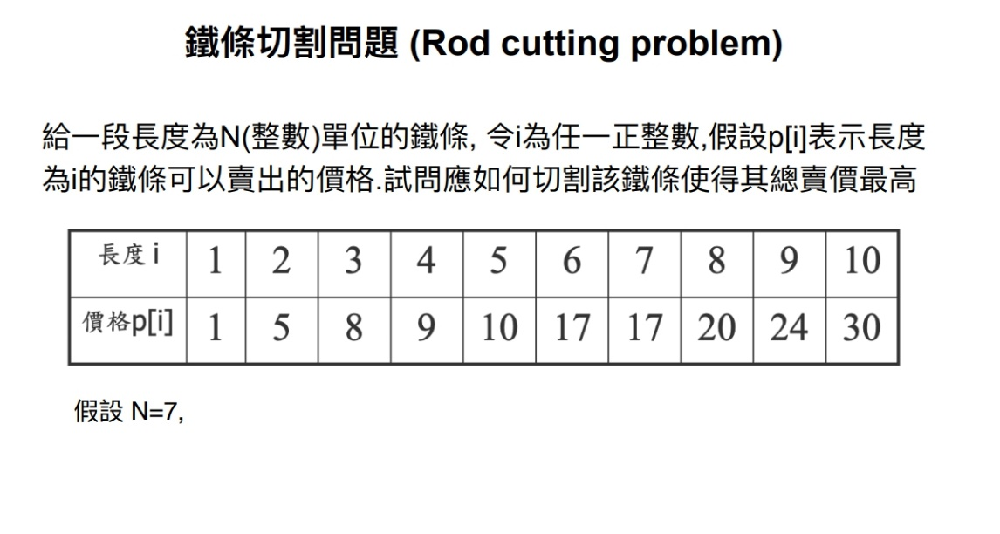 鐵條切割問題 (Rod cutting problem)
給一段長度為N(整數)單位的鐵條, 令i為任一正整數,假設p[i]表示長度
為i的鐵條可以賣出的價格.試問應如何切割該鐵條使得其總賣價最高
長度 i 1 2 3 4 5 6 7 8 9 10
價格p[i] 1 5 8 9 10 17 17 20 24 30
假設 N=7,